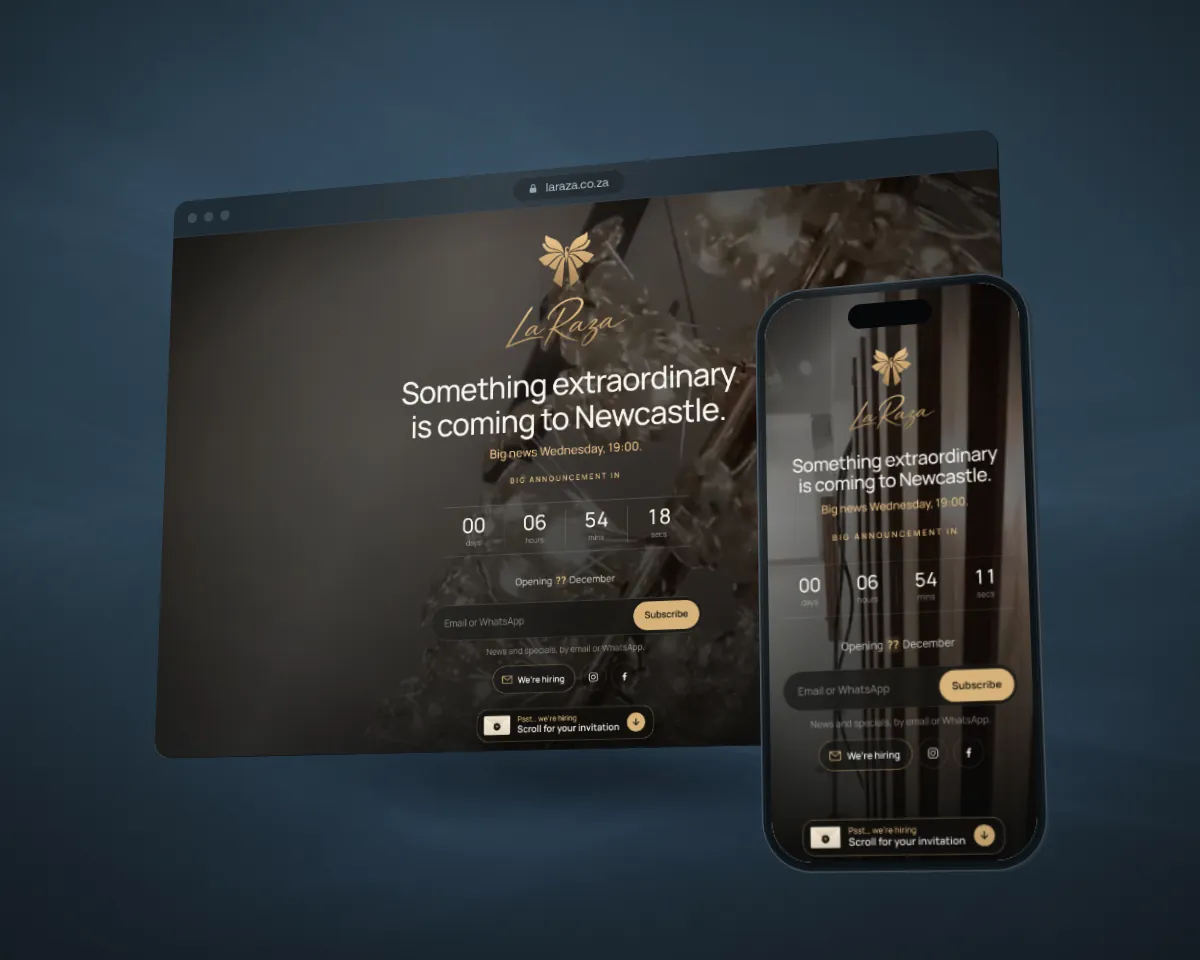 laraza.co.za
La Raza
Something extraordinary
is coming to Newcastle.
Big news Wednesday, 19:00.
BIG ANNOUNCEMENT IN
00 06 54 18
days hours mins secs
Opening ?? December
Email or WhatsApp Subscribe
News and specials, by email or WhatsApp.
We're hiring
Psst... we're hiring
Scroll for your invitation
La Raza
Something extraordinary
is coming to Newcastle.
Big news Wednesday, 19:00.
BIG ANNOUNCEMENT IN
00 06 54 11
days hours mins secs
Opening ?? December
Email or WhatsApp Subscribe
News and specials, by email or WhatsApp.
We're hiring
Psst... we're hiring
Scroll for your invitation